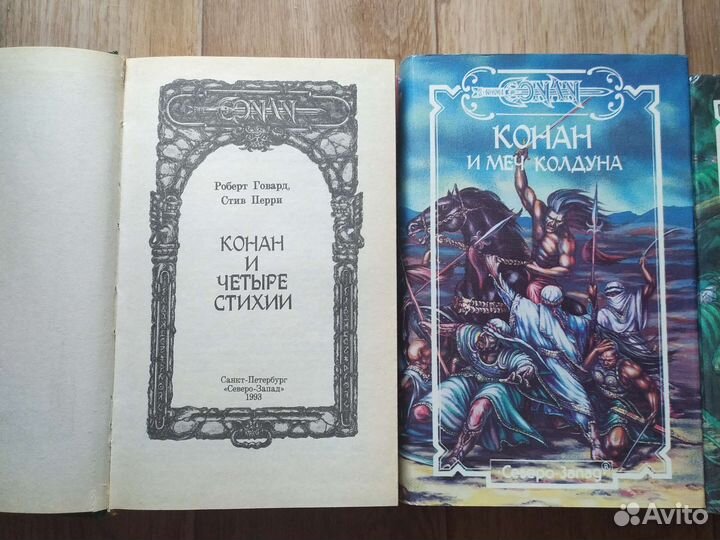 CONAN
Роберт Говард,
Стив Перри
КОНАН
И
ЧЕТЫРЕ
СТИХИИ
Санкт-Петербург
«Северо-Запад»
1993
CONAN
КОНАН
И МЕЧ КОЛДУНА
Северо-Запад®
Avito